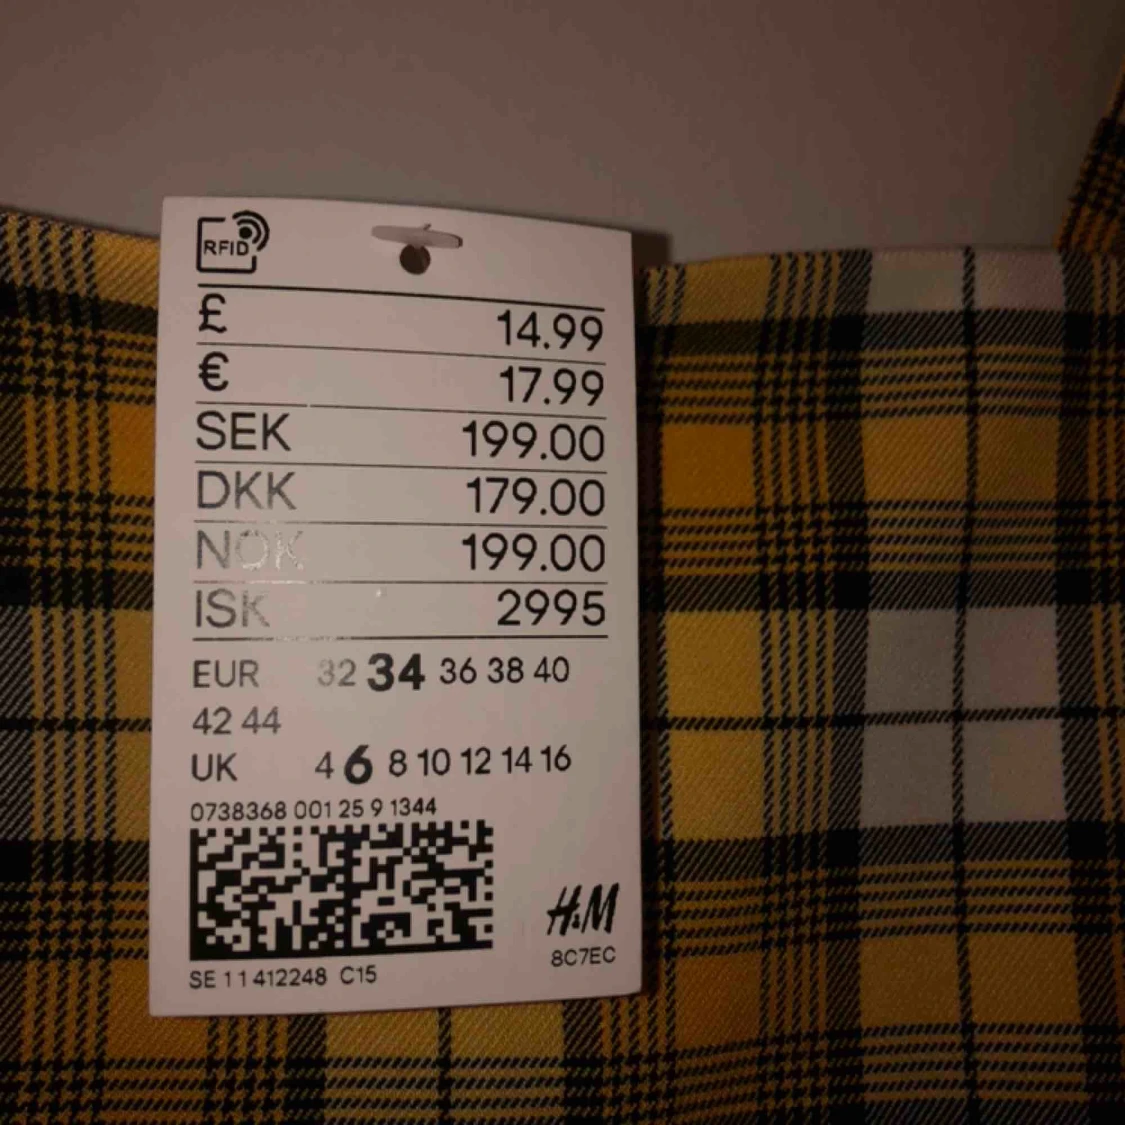 RFID
£ 14.99
€ 17.99
SEK 199.00
DKK 179.00
NOK 199.00
ISK 2995
EUR 32 34 36 38 40
42 44
UK 4 6 8 10 12 14 16
0738368 001 25 9 1344
H&M
8C7EC
SE 1 1 412248 C15